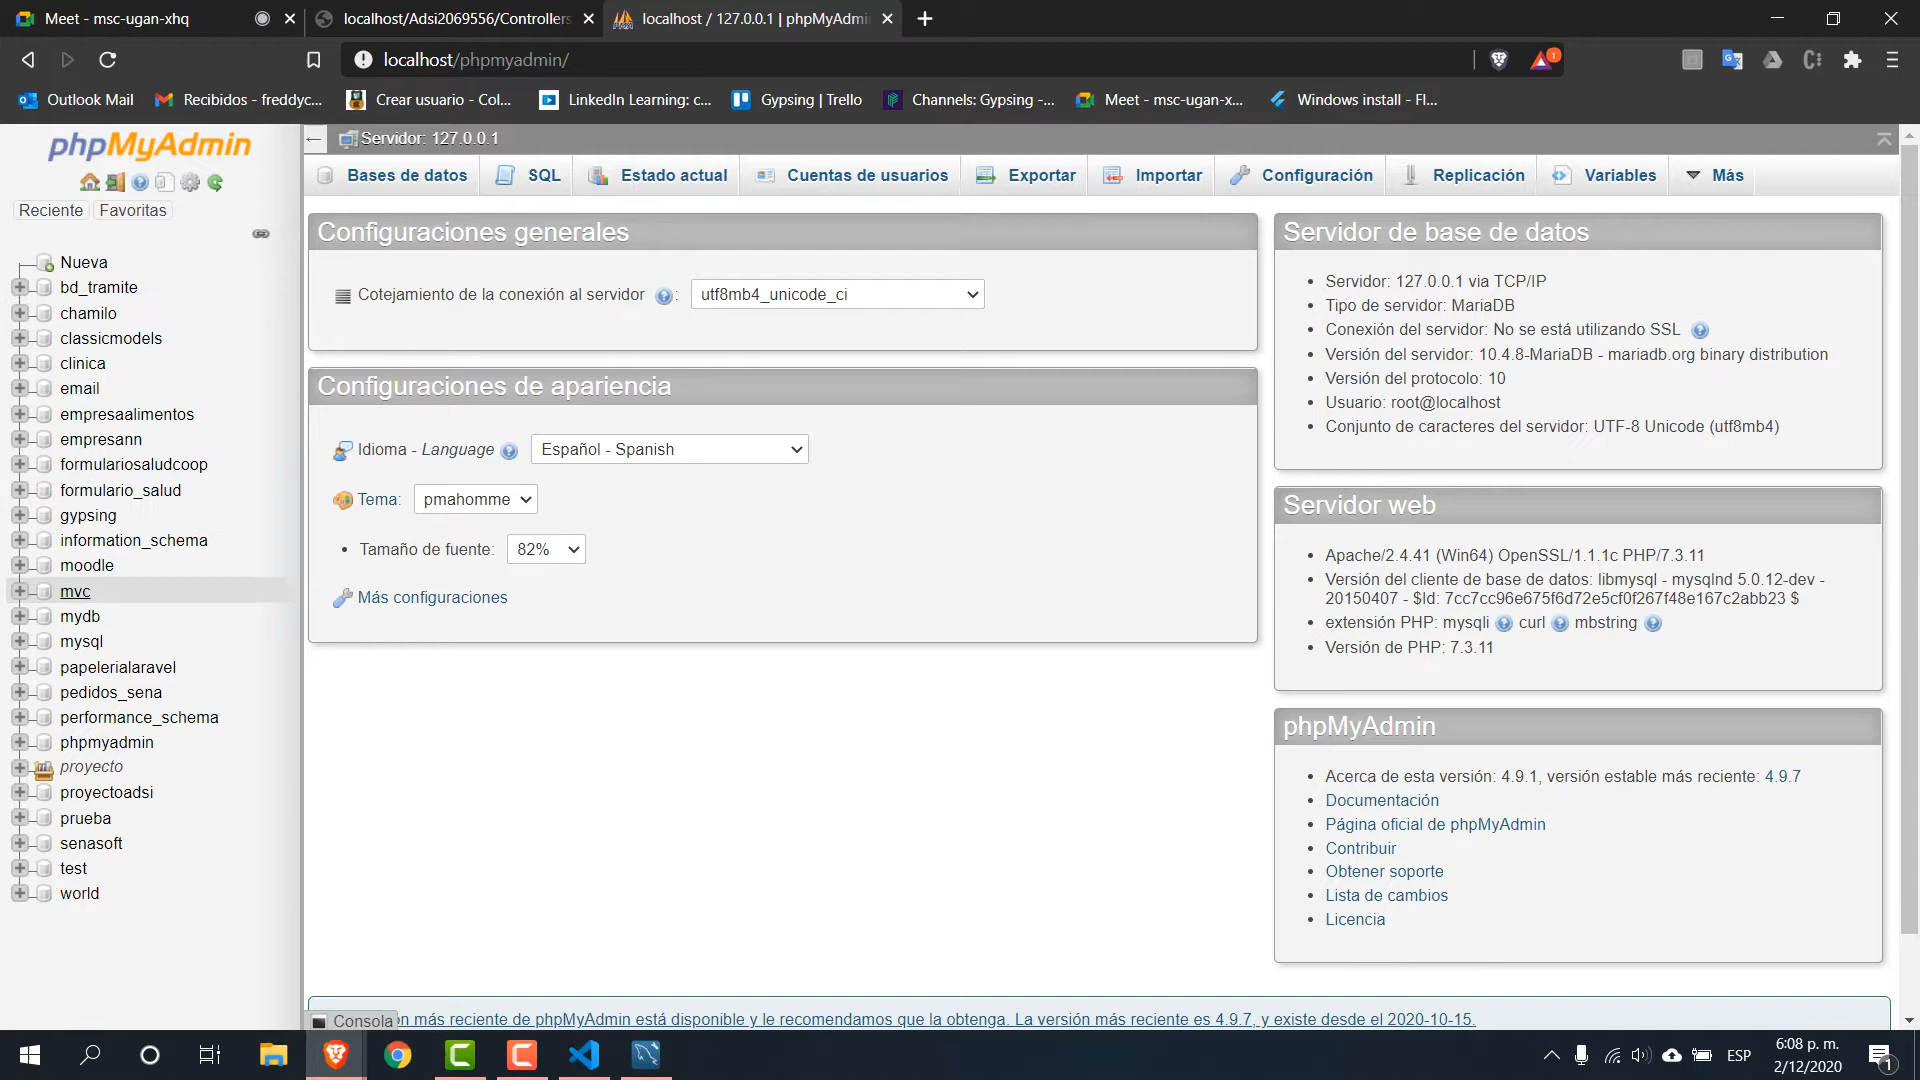 Meet - msc-ugan-xhq
localhost/Adsi2069556/Controllers
localhost / 127.0.0.1 | phpMyAdmin
localhost/phpmyadmin/
1
Outlook Mail
Recibidos - freddyc...
Crear usuario - Col...
LinkedIn Learning: c...
Gypsing | Trello
Channels: Gypsing -...
Meet - msc-ugan-x...
Windows install - Fl...
phpMyAdmin
Reciente
Favoritas
Nueva
bd_tramite
chamilo
classicmodels
clinica
email
empresaalimentos
empresann
formulariosaludcoop
formulario_salud
gypsing
information_schema
moodle
mvc
mydb
mysql
papelerialaravel
pedidos_sena
performance_schema
phpmyadmin
proyecto
proyectoadsi
prueba
senasoft
test
world
Servidor: 127.0.0.1
Bases de datos
SQL
Estado actual
Cuentas de usuarios
Exportar
Importar
Configuración
Replicación
Variables
Más
Configuraciones generales
Cotejamiento de la conexión al servidor :
utf8mb4_unicode_ci
Configuraciones de apariencia
Idioma - Language
Español - Spanish
Tema:
pmahomme
Tamaño de fuente:
82%
Más configuraciones
Servidor de base de datos
Servidor: 127.0.0.1 via TCP/IP
Tipo de servidor: MariaDB
Conexión del servidor: No se está utilizando SSL
Versión del servidor: 10.4.8-MariaDB - mariadb.org binary distribution
Versión del protocolo: 10
Usuario: root@localhost
Conjunto de caracteres del servidor: UTF-8 Unicode (utf8mb4)
Servidor web
Apache/2.4.41 (Win64) OpenSSL/1.1.1c PHP/7.3.11
Versión del cliente de base de datos: libmysql - mysqlnd 5.0.12-dev -
20150407 - $Id: 7cc7cc96e675f6d72e5cf0f267f48e167c2abb23 $
extensión PHP: mysqli curl mbstring
Versión de PHP: 7.3.11
phpMyAdmin
Acerca de esta versión: 4.9.1, versión estable más reciente: 4.9.7
Documentación
Página oficial de phpMyAdmin
Contribuir
Obtener soporte
Lista de cambios
Licencia
Consola
ón más reciente de phpMyAdmin está disponible y le recomendamos que la obtenga. La versión más reciente es 4.9.7, y existe desde el 2020-10-15.
ESP
6:08 p. m.
2/12/2020
1